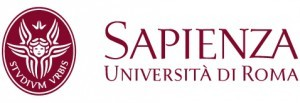 SAPIENZA
UNIVERSITÀ DI ROMA
STVDIVM VRBIS